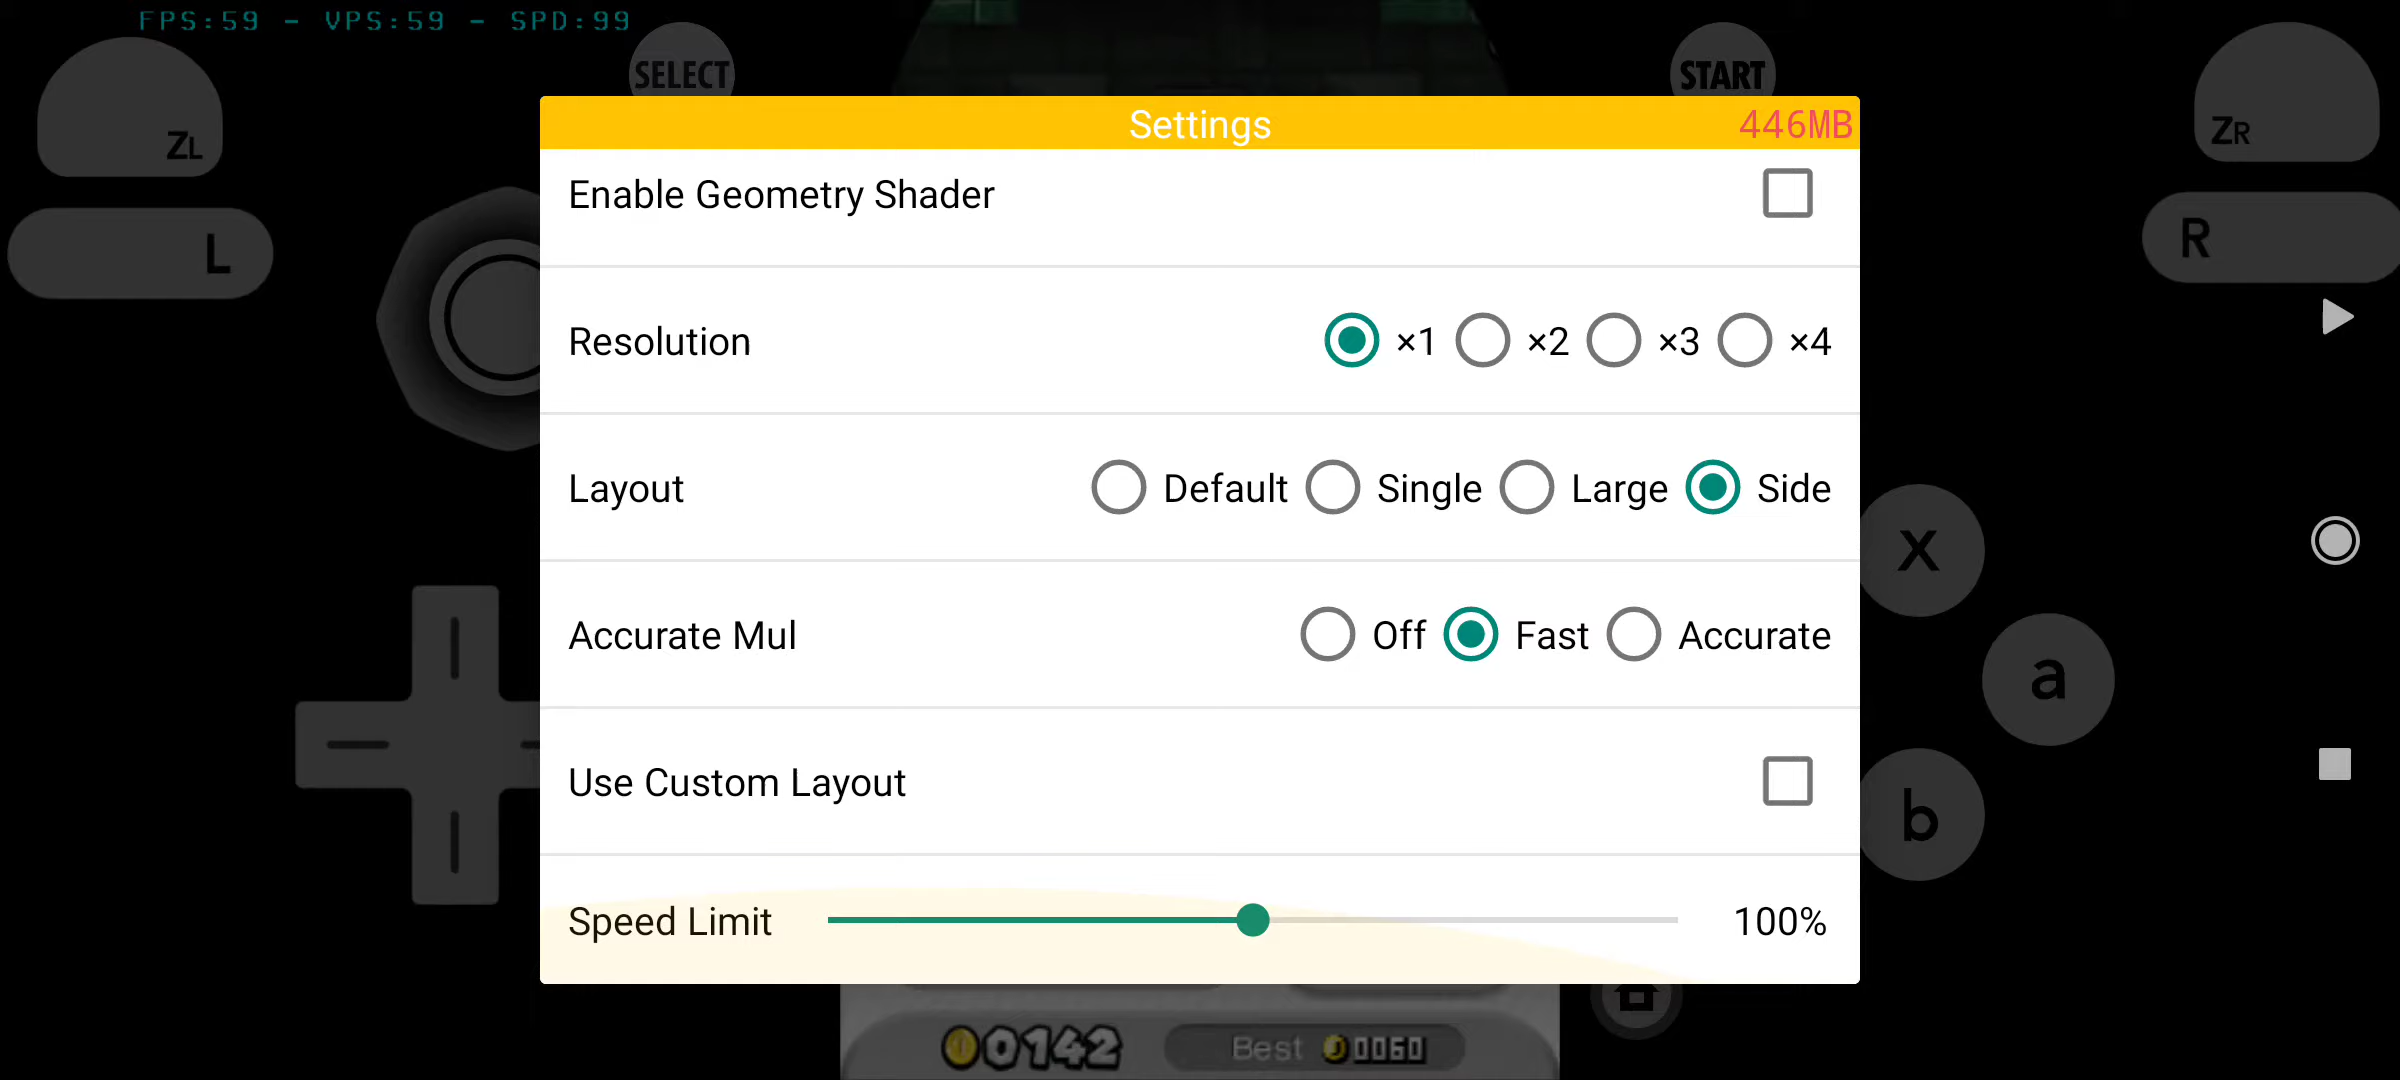 FPS:59 - VPS:59 - SPD:99
SELECT
START
ZL
ZR
Settings
446MB
L
R
Enable Geometry Shader
Resolution ×1 ×2 ×3 ×4
Layout Default Single Large Side
X
Accurate Mul Off Fast Accurate
a
Use Custom Layout
b
Speed Limit 100%
0142 Best 0060